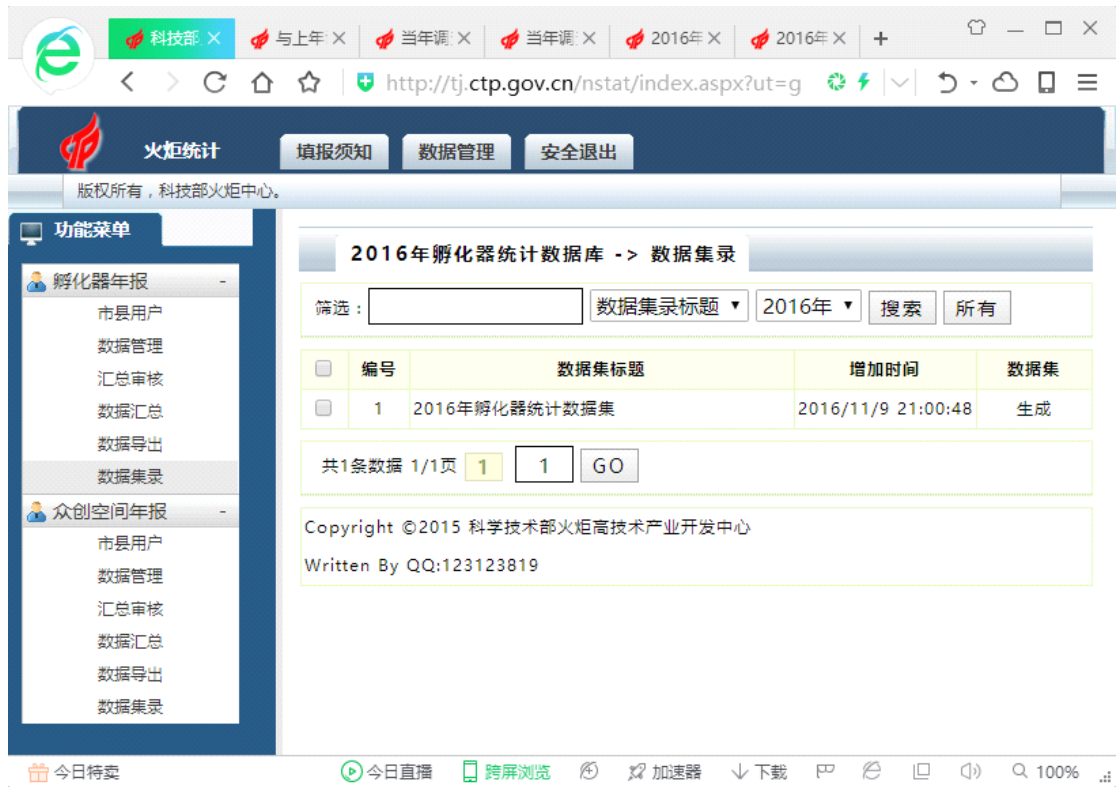 科技部
与上年
当年调
当年调
2016年
2016年
http://tj.ctp.gov.cn/nstat/index.aspx?ut=g
火炬统计
填报须知
数据管理
安全退出
版权所有，科技部火炬中心。
功能菜单
孵化器年报 -
市县用户
数据管理
汇总审核
数据汇总
数据导出
数据集录
众创空间年报 -
市县用户
数据管理
汇总审核
数据汇总
数据导出
数据集录
2016年孵化器统计数据库 -> 数据集录
筛选： 数据集录标题 2016年 搜索 所有
编号 数据集标题 增加时间 数据集
1 2016年孵化器统计数据集 2016/11/9 21:00:48 生成
共1条数据 1/1页 1 1 GO
Copyright ©2015 科学技术部火炬高技术产业开发中心
Written By QQ:123123819
今日特卖 今日直播 跨屏浏览 加速器 下载 100%